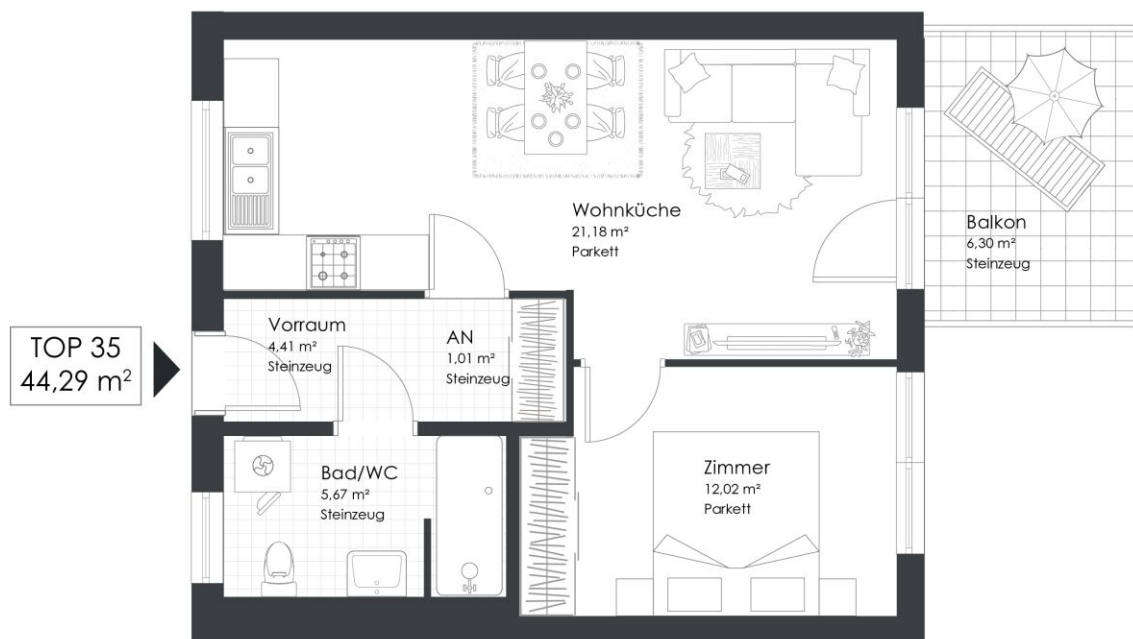 Wohnküche
21,18 m²
Parkett
Balkon
6,30 m²
Steinzeug
TOP 35
44,29 m²
Vorraum
4,41 m²
Steinzeug
AN
1,01 m²
Steinzeug
Bad/WC
5,67 m²
Steinzeug
Zimmer
12,02 m²
Parkett